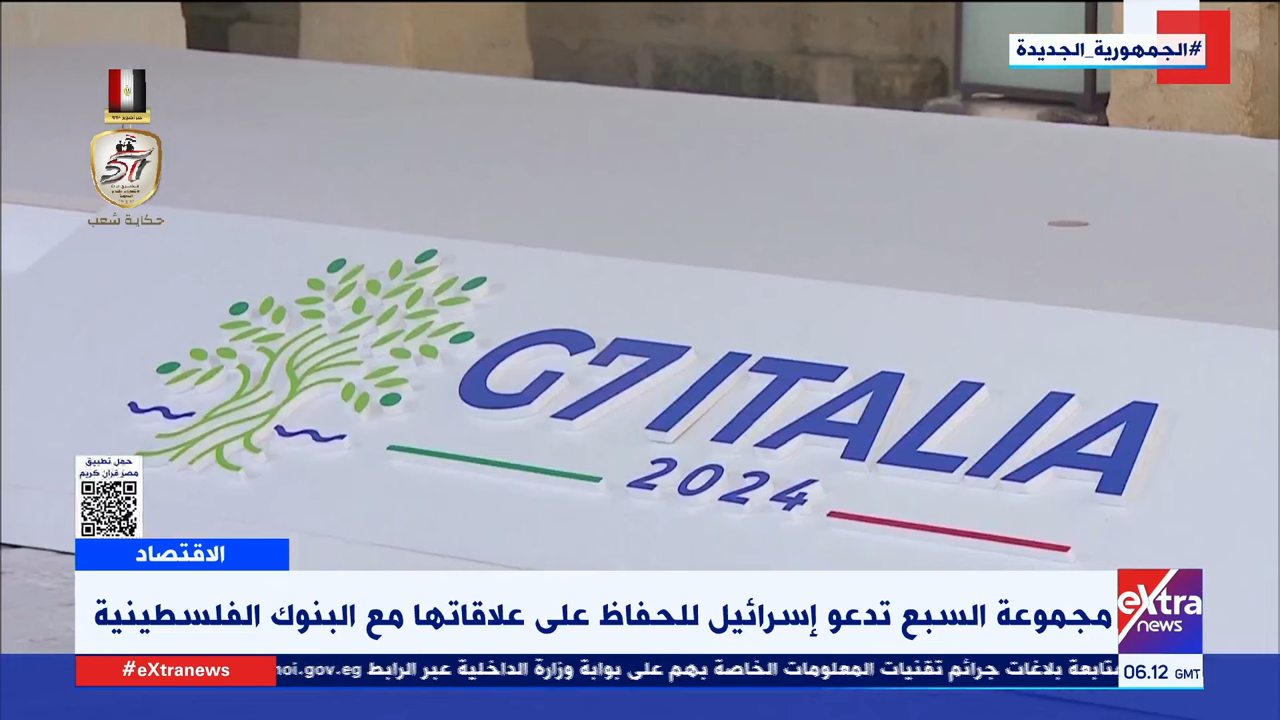 #الجمهورية_الجديدة
حكاية شعب
G7 ITALIA
2024
حمل تطبيق
مصر قرآن كريم
الاقتصاد
مجموعة السبع تدعو إسرائيل للحفاظ على علاقاتها مع البنوك الفلسطينية
eXtra
news
#eXtranews
متابعة بلاغات جرائم تقنيات المعلومات الخاصة بهم على بوابة وزارة الداخلية عبر الرابط moi.gov.eg
06.12 GMT